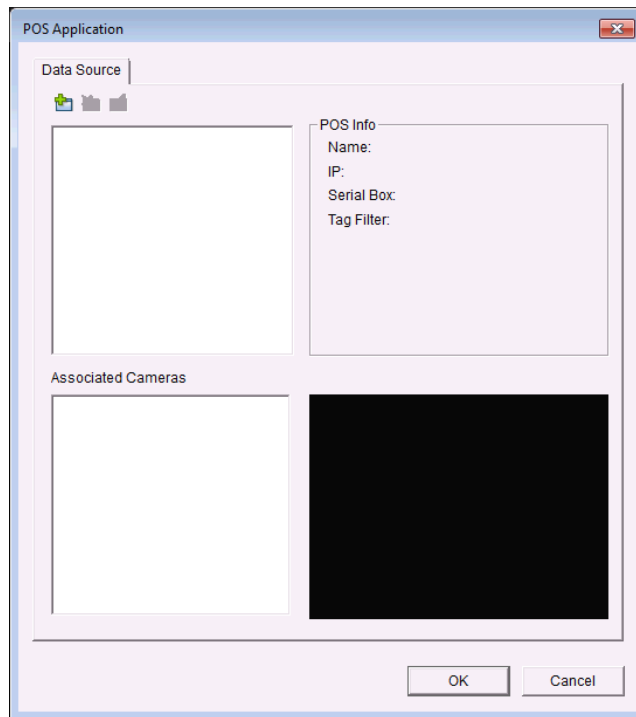 POS Application
Data Source
POS Info
Name:
IP:
Serial Box:
Tag Filter:
Associated Cameras
OK
Cancel